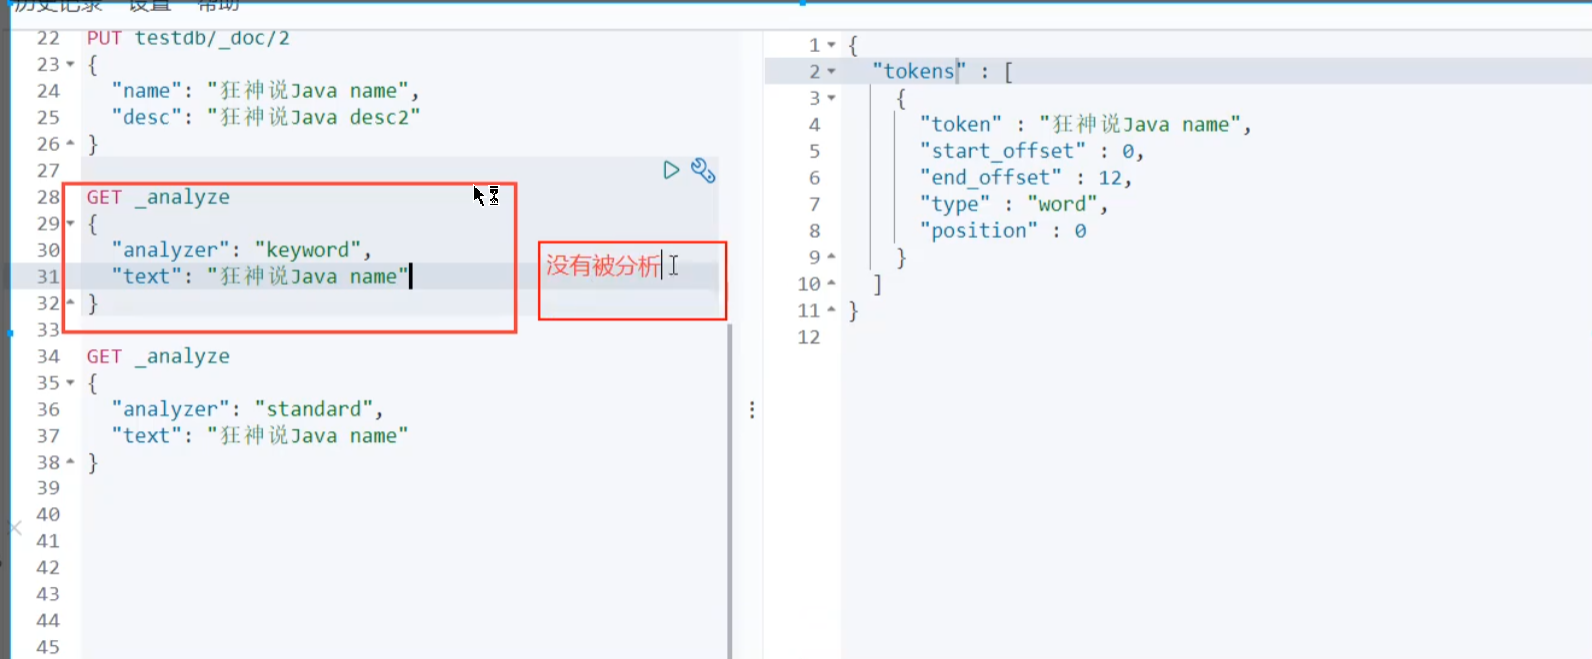 历史记录 设置 帮助
22 PUT testdb/_doc/2
23 {
24 "name": "狂神说Java name",
25 "desc": "狂神说Java desc2"
26 }
27
28 GET _analyze
29 {
30 "analyzer": "keyword",
31 "text": "狂神说Java name"
32 }
33
34 GET _analyze
35 {
36 "analyzer": "standard",
37 "text": "狂神说Java name"
38 }
39
40
41
42
43
44
45
没有被分析
1 {
2 "tokens" : [
3 {
4 "token" : "狂神说Java name",
5 "start_offset" : 0,
6 "end_offset" : 12,
7 "type" : "word",
8 "position" : 0
9 }
10 ]
11 }
12